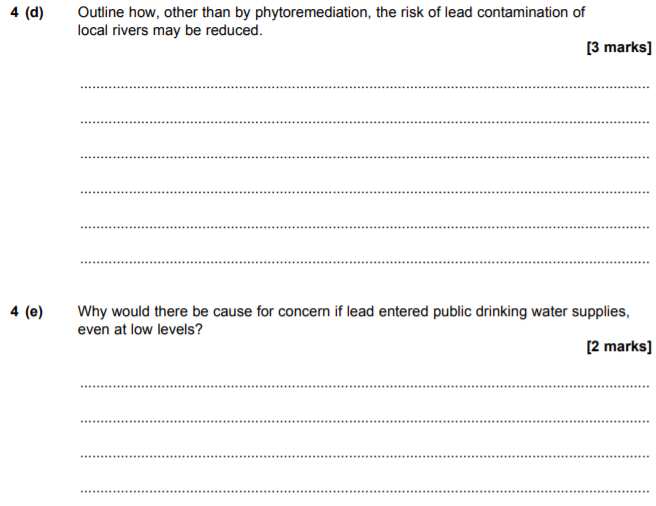 4 (d) Outline how, other than by phytoremediation, the risk of lead contamination of
local rivers may be reduced.
[3 marks]
4 (e) Why would there be cause for concern if lead entered public drinking water supplies,
even at low levels?
[2 marks]